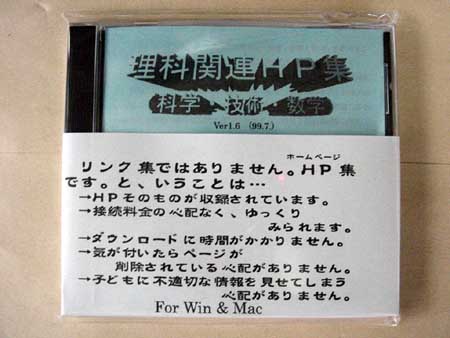 理科関連HP集
科学・技術・数学
Ver1.6 (99.7.)
ホームページ
リンク集ではありません。HP集
です。と、いうことは…
→HPそのものが収録されています。
→接続料金の心配なく、ゆっくり
みられます。
→ダウンロードに時間がかかりません。
→気が付いたらページが
削除されている心配がありません。
→子どもに不適切な情報を見せてしまう
心配がありません。
For Win & Mac